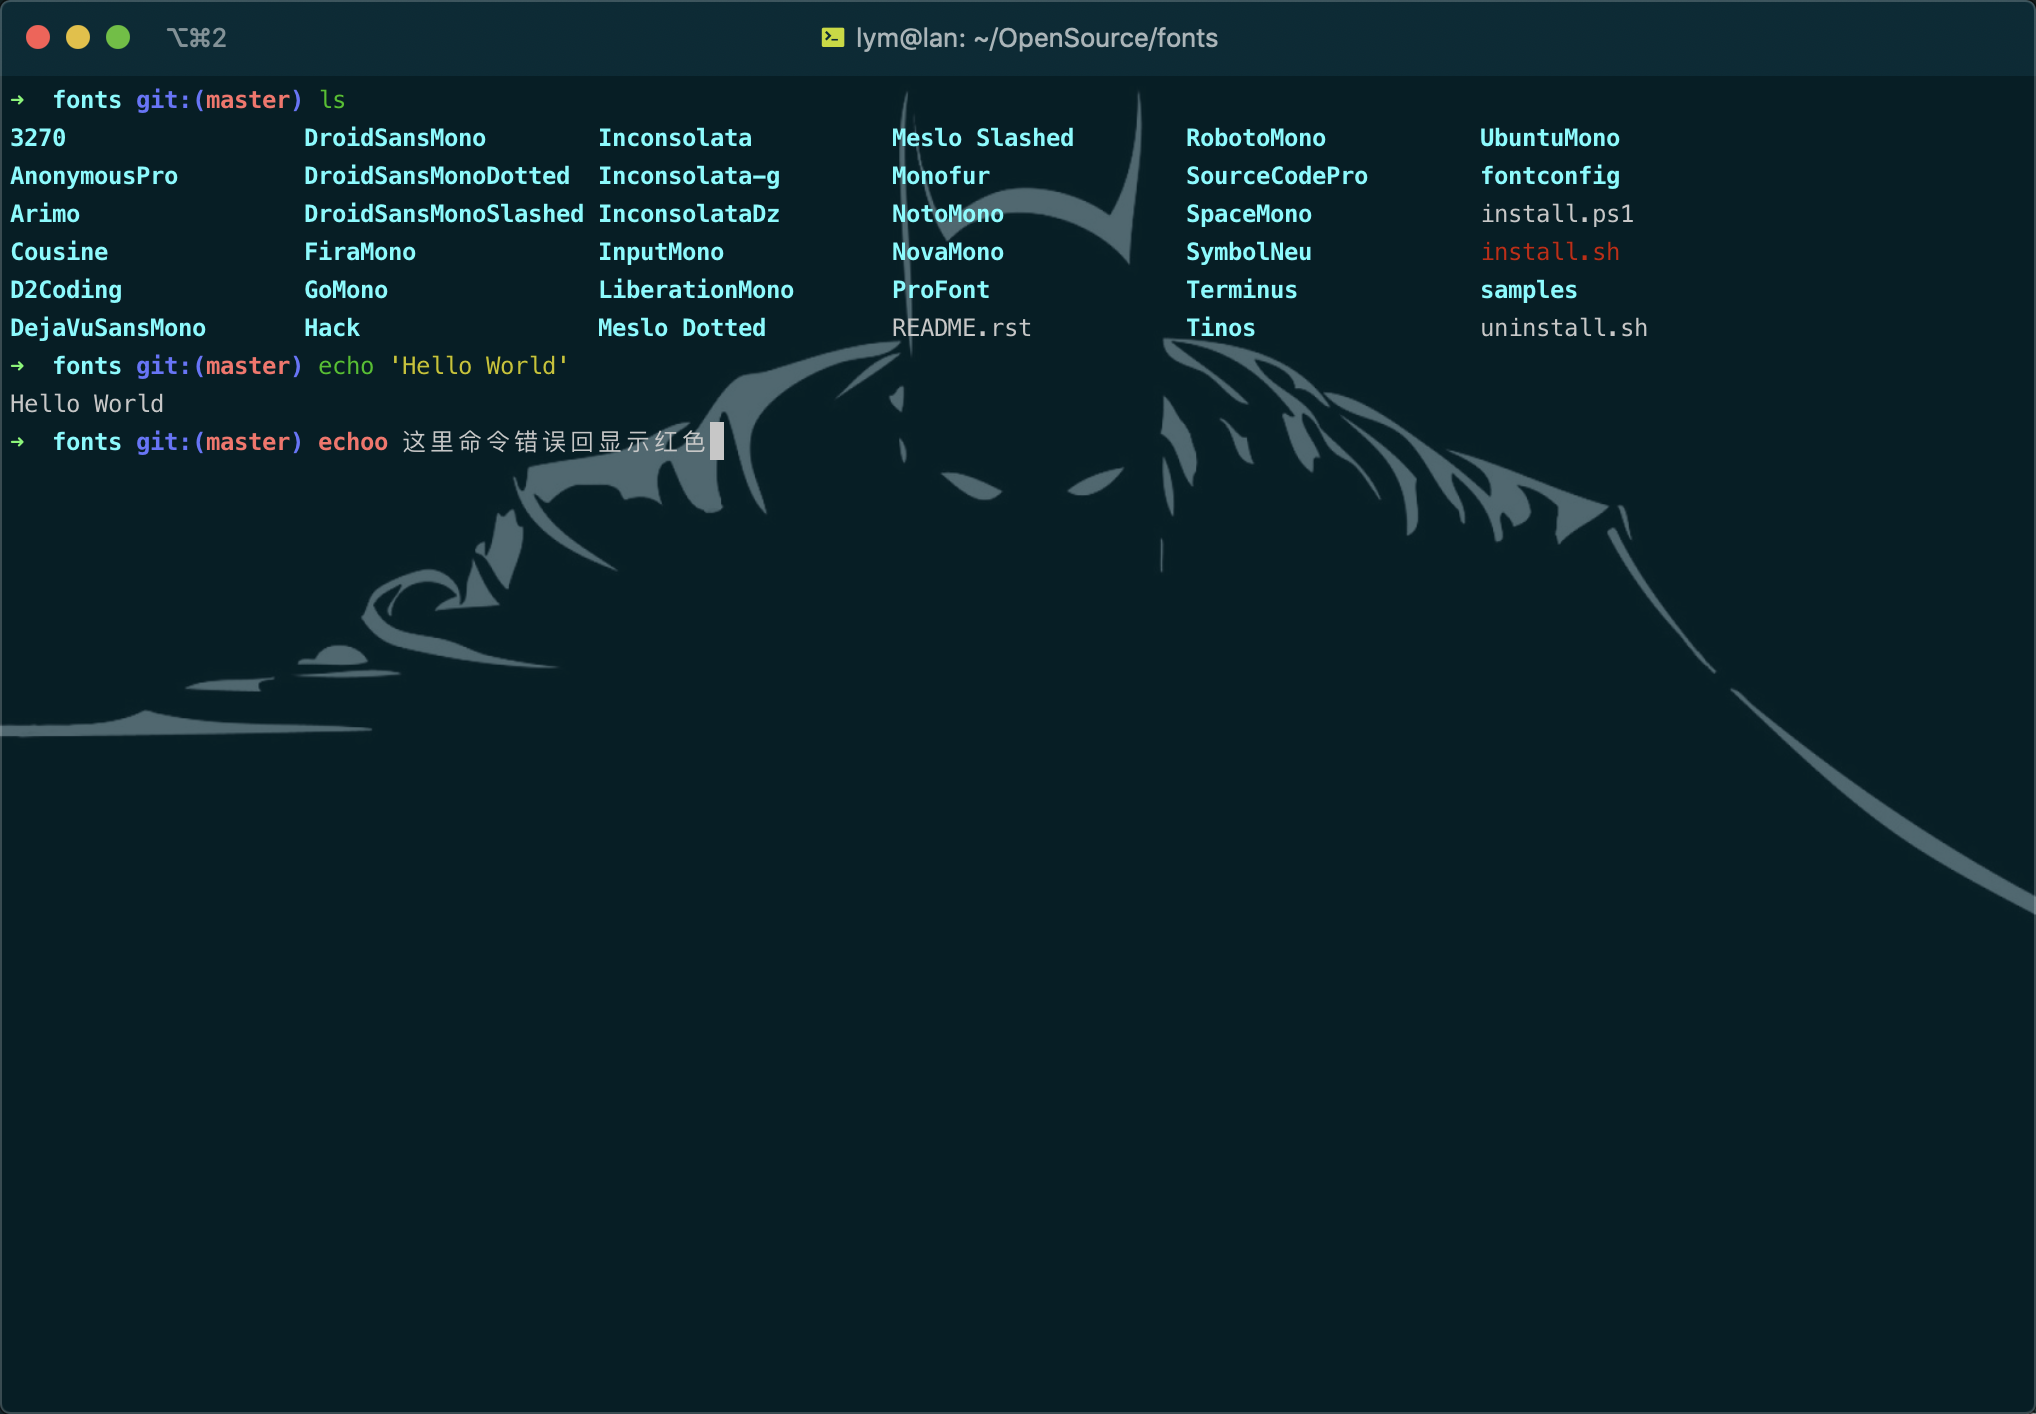 ⌥⌘2 lym@lan: ~/OpenSource/fonts
➜  fonts git:(master) ls
3270 DroidSansMono Inconsolata Meslo Slashed RobotoMono UbuntuMono
AnonymousPro DroidSansMonoDotted Inconsolata-g Monofur SourceCodePro fontconfig
Arimo DroidSansMonoSlashed InconsolataDz NotoMono SpaceMono install.ps1
Cousine FiraMono InputMono NovaMono SymbolNeu install.sh
D2Coding GoMono LiberationMono ProFont Terminus samples
DejaVuSansMono Hack Meslo Dotted README.rst Tinos uninstall.sh
➜  fonts git:(master) echo 'Hello World'
Hello World
➜  fonts git:(master) echoo 这里命令错误回显示红色